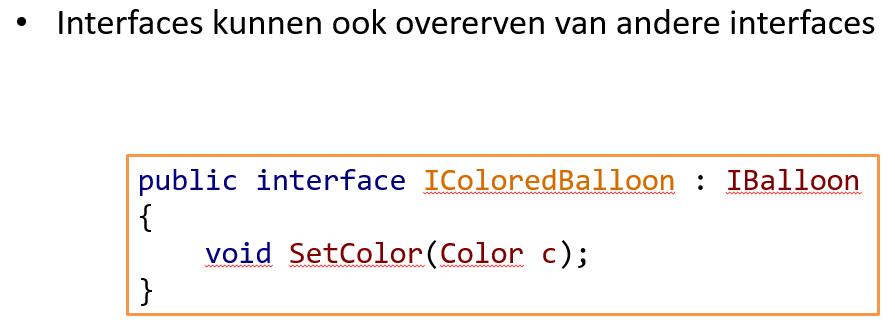 • Interfaces kunnen ook overerven van andere interfaces
public interface IColoredBalloon : IBalloon
{
    void SetColor(Color c);
}